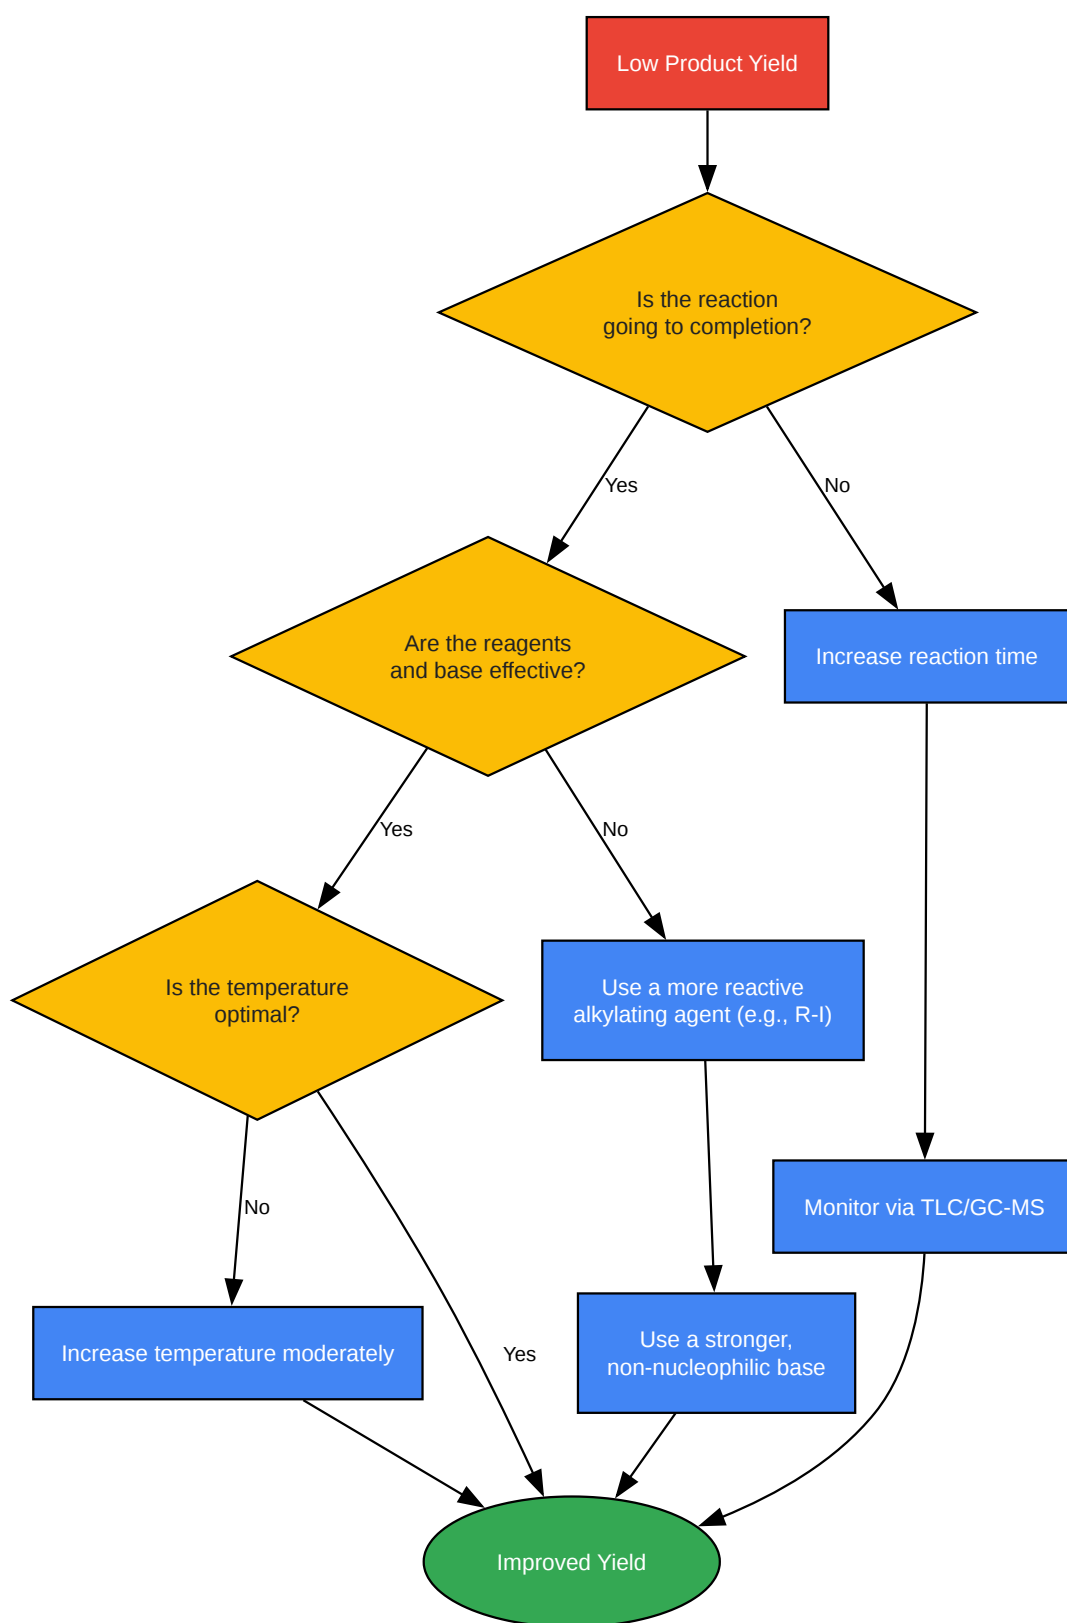 Low Product Yield
Is the reaction
going to completion?
Yes
No
Are the reagents
and base effective?
Increase reaction time
Yes
No
Is the temperature
optimal?
Use a more reactive
alkylating agent (e.g., R-I)
No
Monitor via TLC/GC-MS
Increase temperature moderately
Yes
Use a stronger,
non-nucleophilic base
Improved Yield